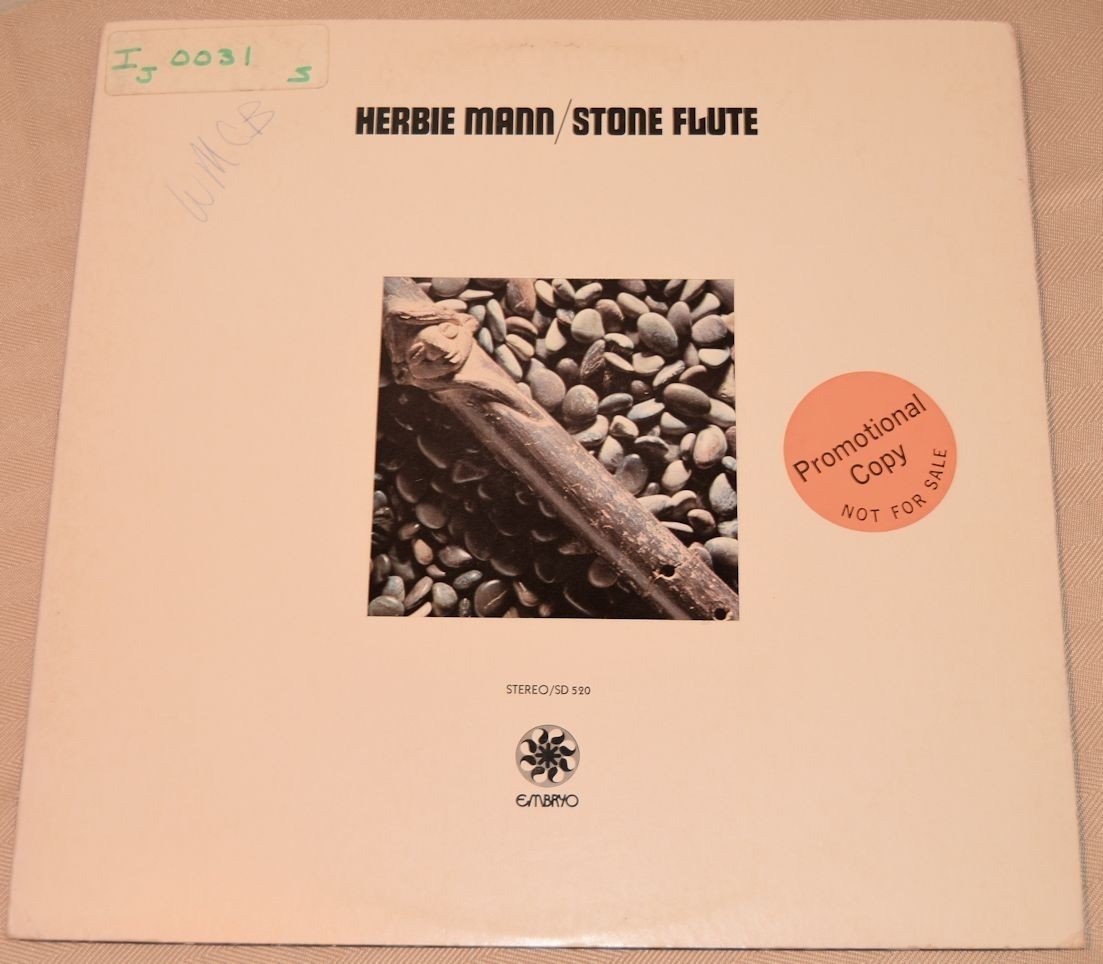 IJ 0031 S
WMCB
HERBIE MANN/STONE FLUTE
Promotional
Copy
NOT FOR SALE
STEREO/SD 520
EMBRYO